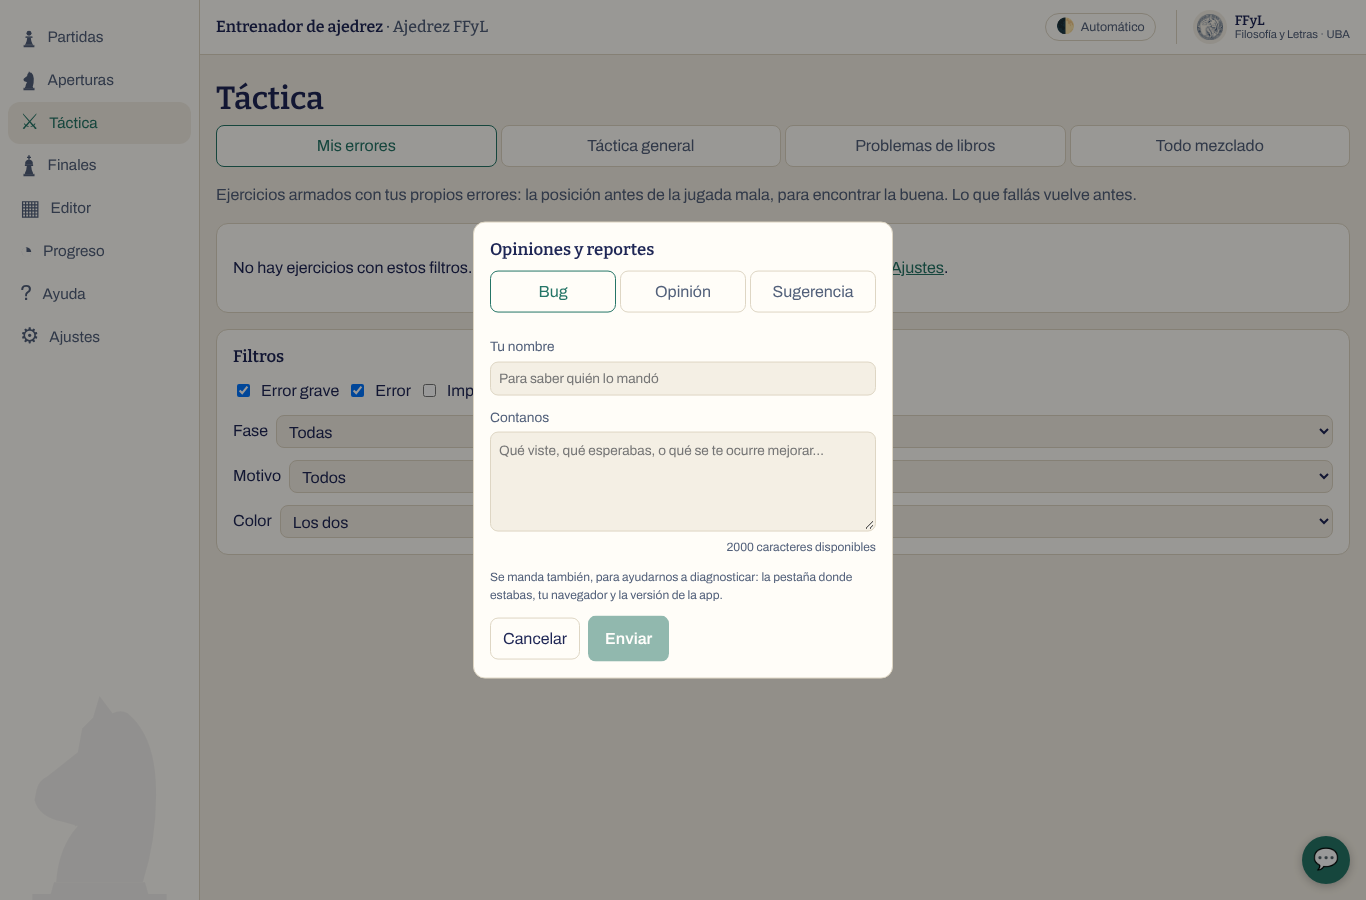 Partidas
Aperturas
Táctica
Finales
Editor
Progreso
? Ayuda
Ajustes
Entrenador de ajedrez · Ajedrez FFyL
Automático
FFyL
Filosofía y Letras · UBA
Táctica
Mis errores
Táctica general
Problemas de libros
Todo mezclado
Ejercicios armados con tus propios errores: la posición antes de la jugada mala, para encontrar la buena. Lo que fallás vuelve antes.
No hay ejercicios con estos filtros.
Ajustes.
Filtros
Error grave
Error
Imp
Fase
Todas
Motivo
Todos
Color
Los dos
Opiniones y reportes
Bug
Opinión
Sugerencia
Tu nombre
Para saber quién lo mandó
Contanos
Qué viste, qué esperabas, o qué se te ocurre mejorar...
2000 caracteres disponibles
Se manda también, para ayudarnos a diagnosticar: la pestaña donde
estabas, tu navegador y la versión de la app.
Cancelar
Enviar